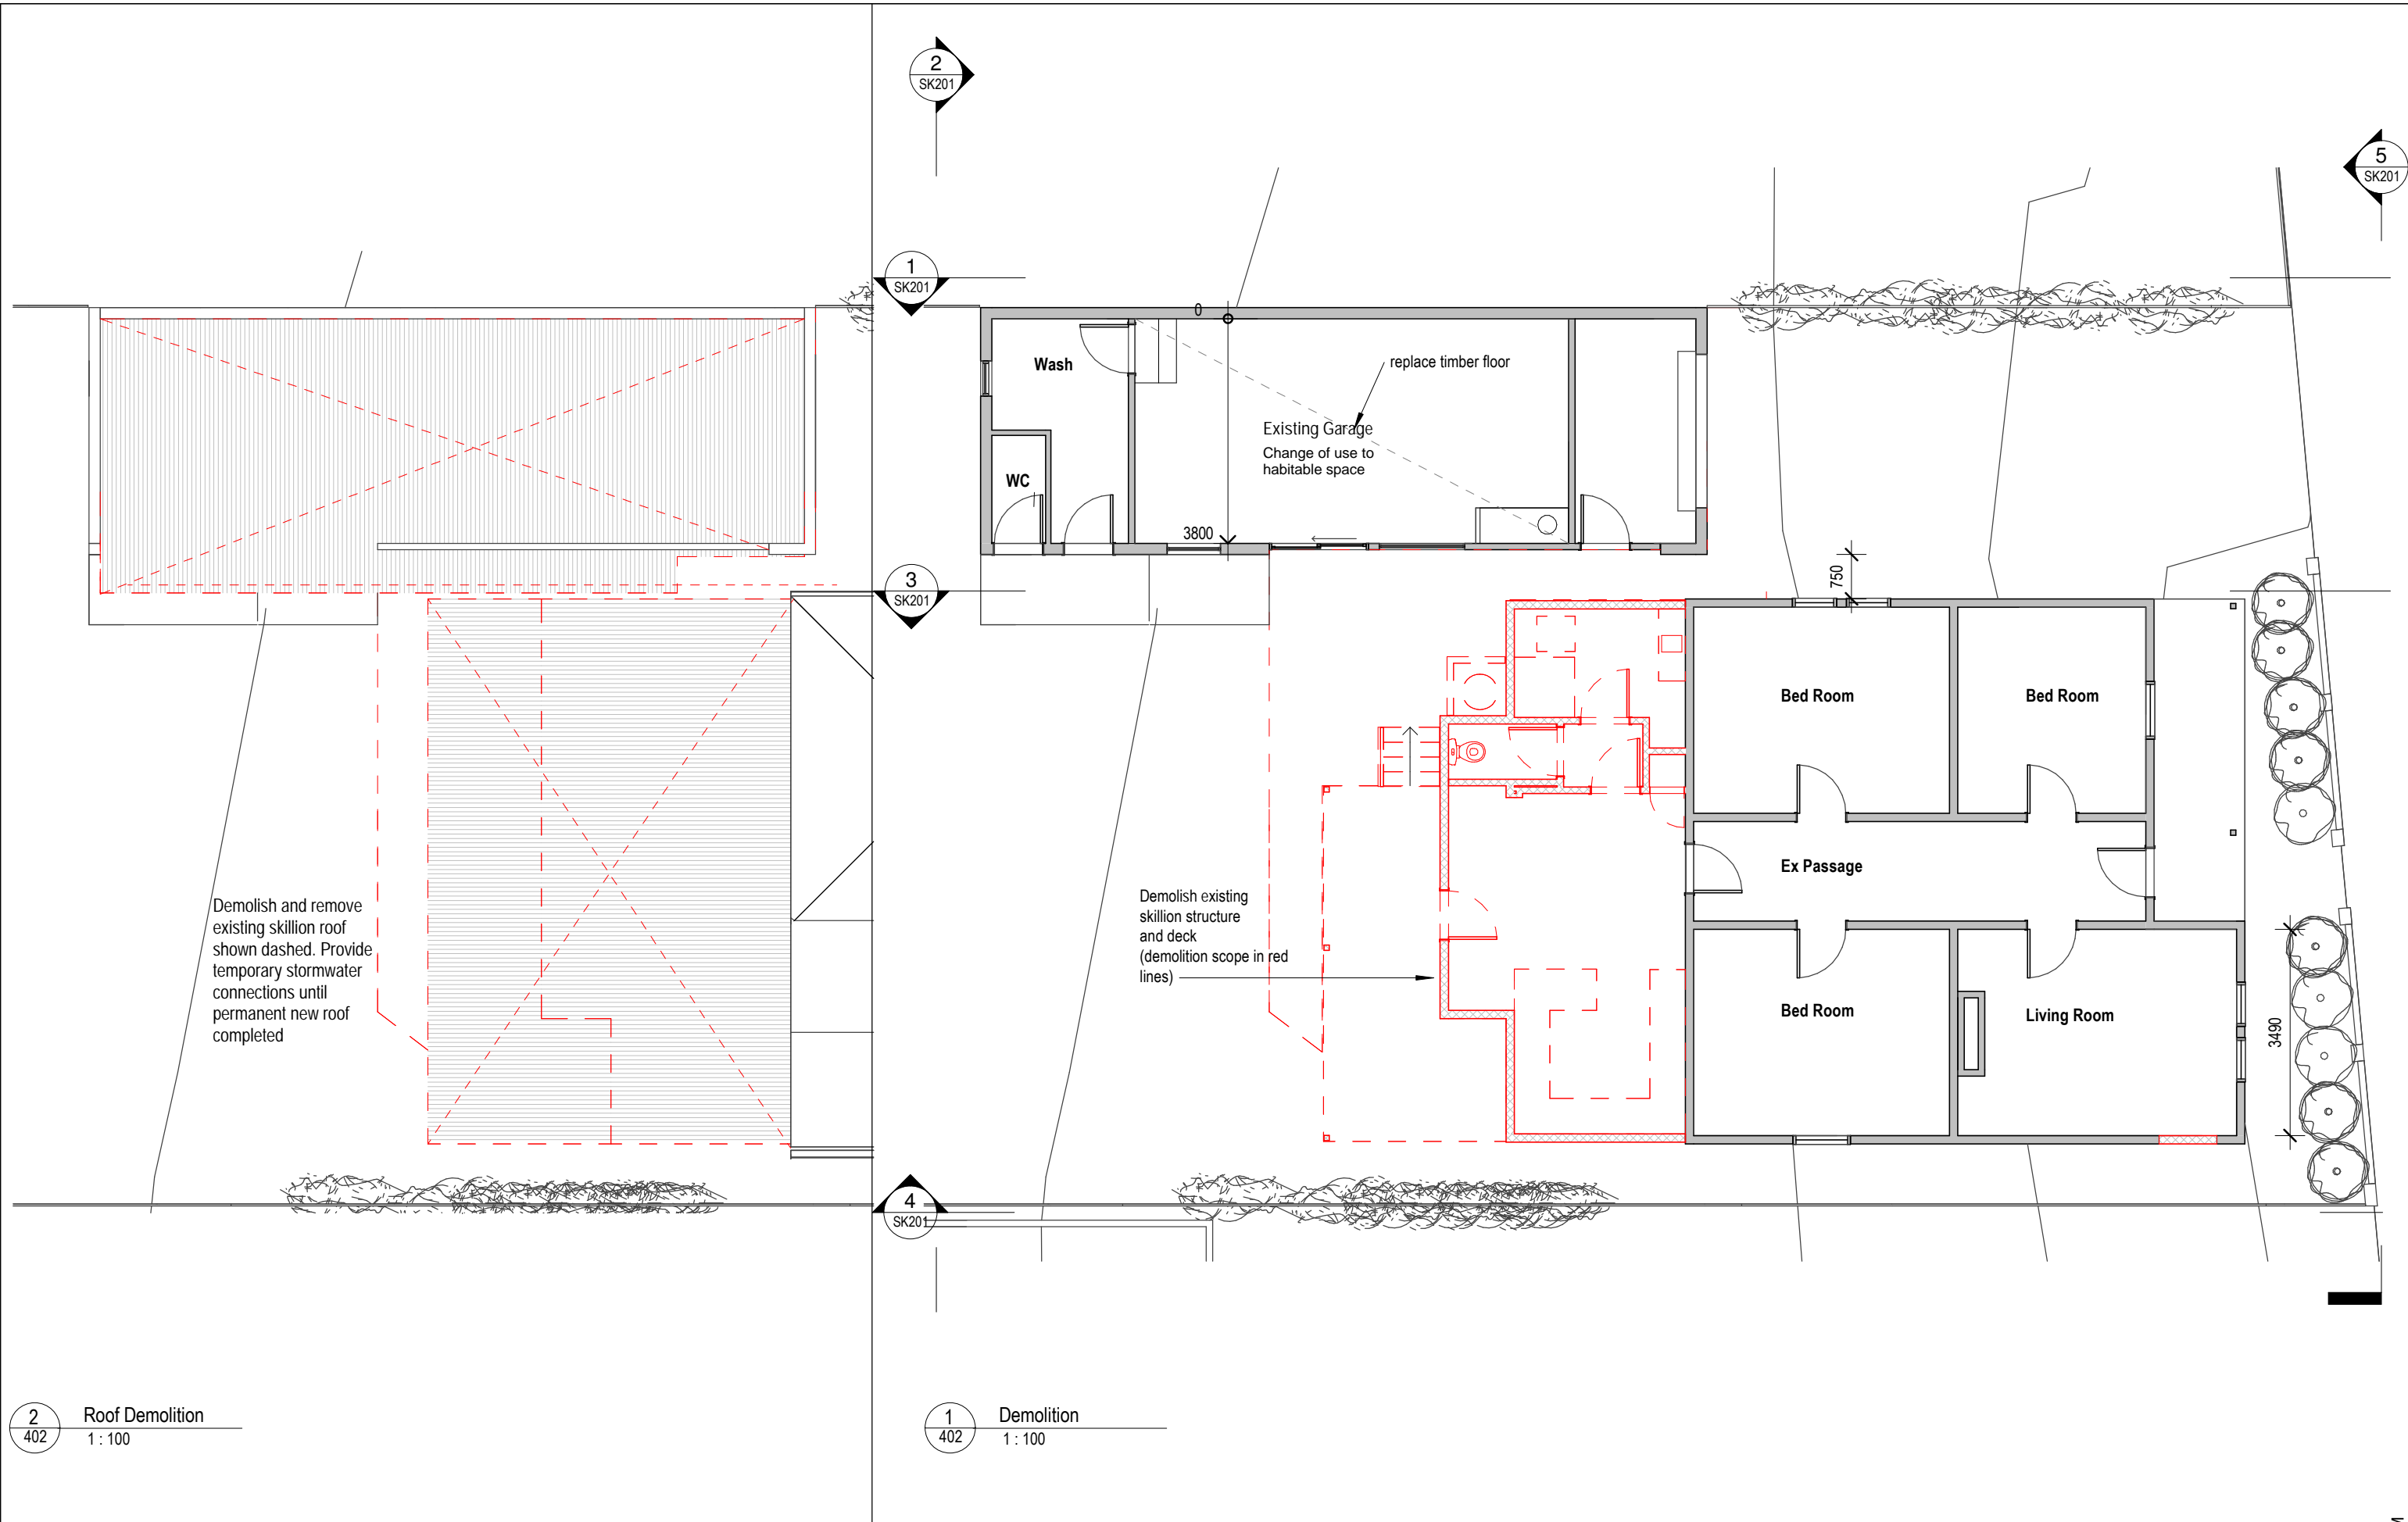 2
SK201
5
SK201
1
SK201
0
Wash
replace timber floor
Existing Garage
Change of use to
habitable space
WC
3800
750
3
SK201
Bed Room
Bed Room
Ex Passage
Demolish existing
skillion structure
and deck
(demolition scope in red
lines)
Demolish and remove
existing skillion roof
shown dashed. Provide
temporary stormwater
connections until
permanent new roof
completed
Bed Room
Living Room
3490
4
SK201
2
402
Roof Demolition
1 : 100
1
402
Demolition
1 : 100